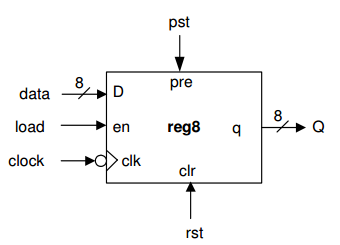 pst
8
pre
data
D
load
en
reg8
q
8
Q
clock
clk
clr
rst